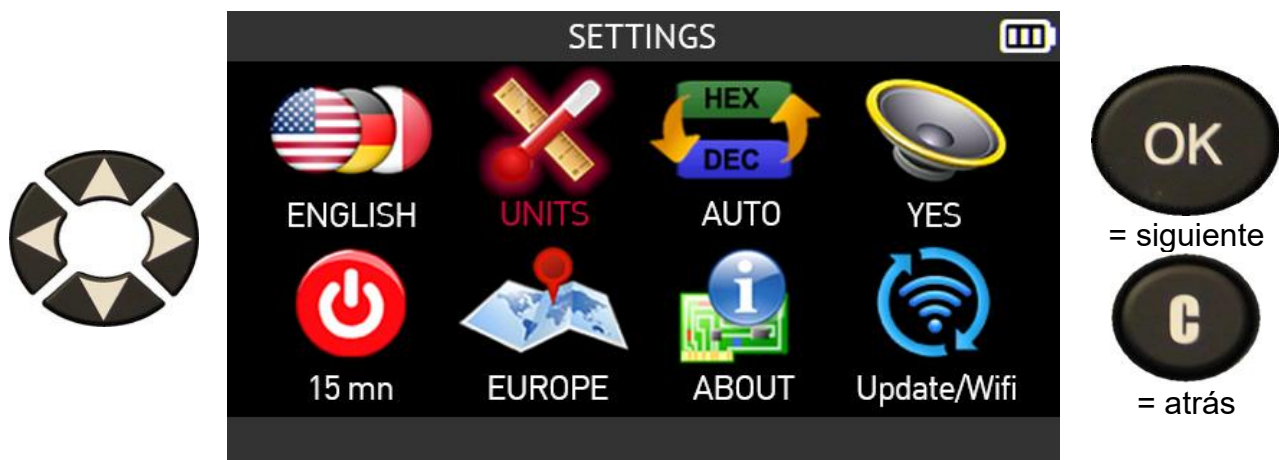 SETTINGS
HEX
DEC
ENGLISH
UNITS
AUTO
YES
15 mn
EUROPE
ABOUT
Update/Wifi
OK
= siguiente
C
= atrás